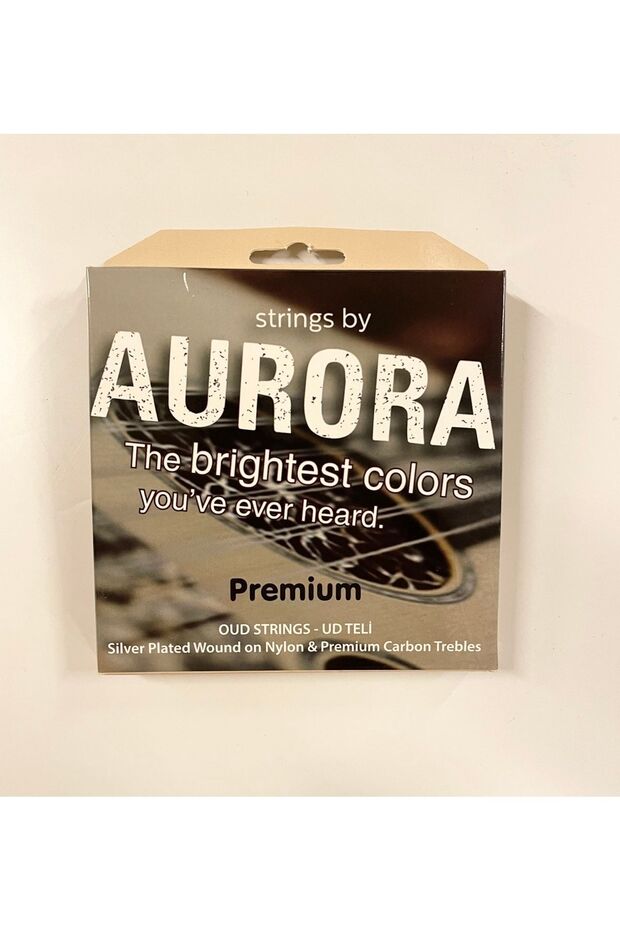 strings by
AURORA
The brightest colors
you've ever heard.
Premium
OUD STRINGS - UD TELİ
Silver Plated Wound on Nylon & Premium Carbon Trebles